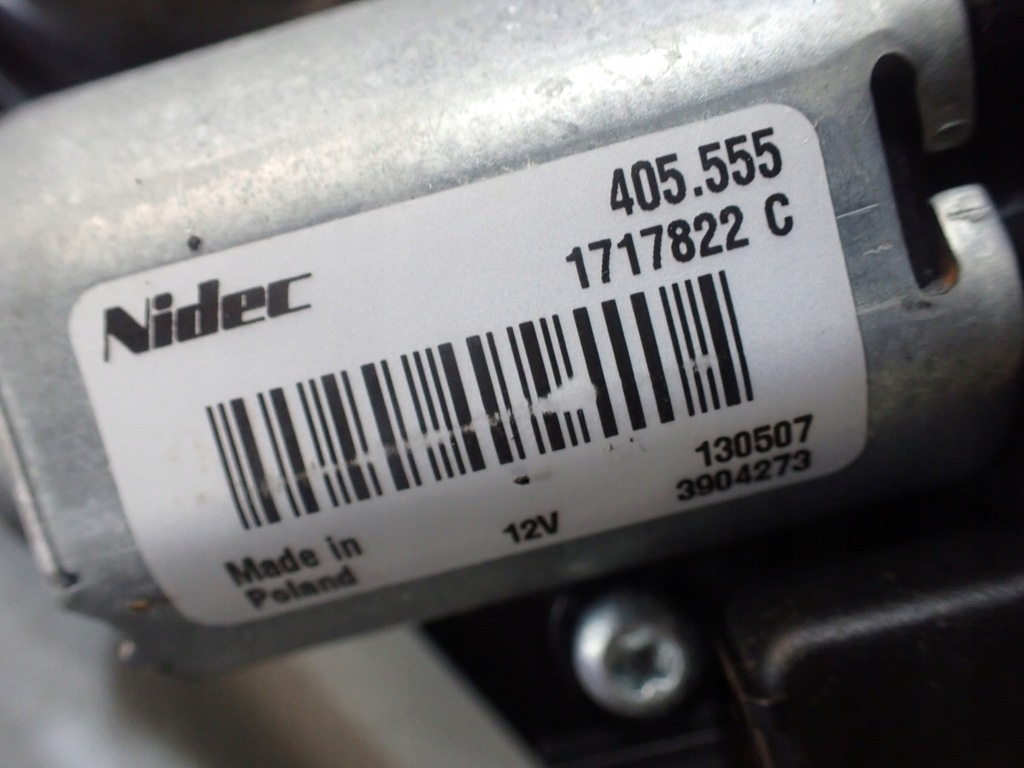 405.555
1717822 C
Nidec
130507
3904273
12V
Made in
Poland